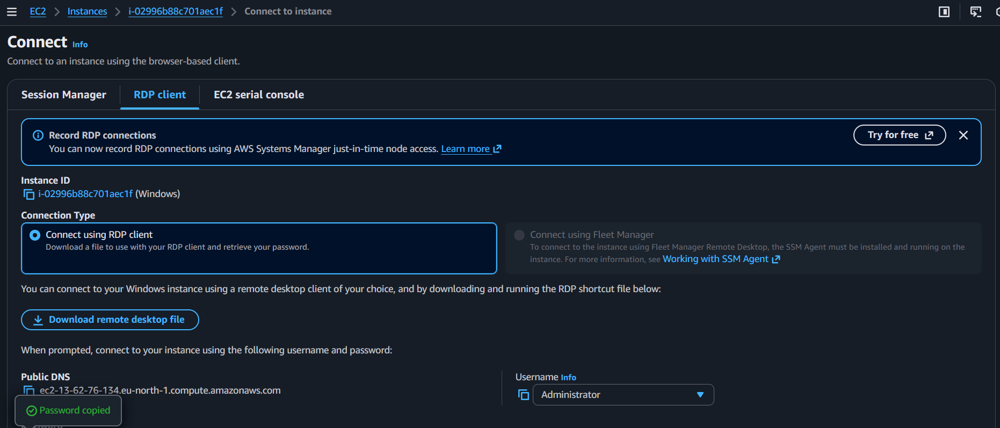 EC2 Instances i-02996b88c701aec1f Connect to instance
Connect Info
Connect to an instance using the browser-based client.
Session Manager RDP client EC2 serial console
Record RDP connections
You can now record RDP connections using AWS Systems Manager just-in-time node access. Learn more
Try for free
Instance ID
i-02996b88c701aec1f (Windows)
Connection Type
Connect using RDP client
Download a file to use with your RDP client and retrieve your password.
Connect using Fleet Manager
To connect to the instance using Fleet Manager Remote Desktop, the SSM Agent must be installed and running on the
instance. For more information, see Working with SSM Agent
You can connect to your Windows instance using a remote desktop client of your choice, and by downloading and running the RDP shortcut file below:
Download remote desktop file
When prompted, connect to your instance using the following username and password:
Public DNS
ec2-13-62-76-134.eu-north-1.compute.amazonaws.com
Username Info
Administrator
Password copied